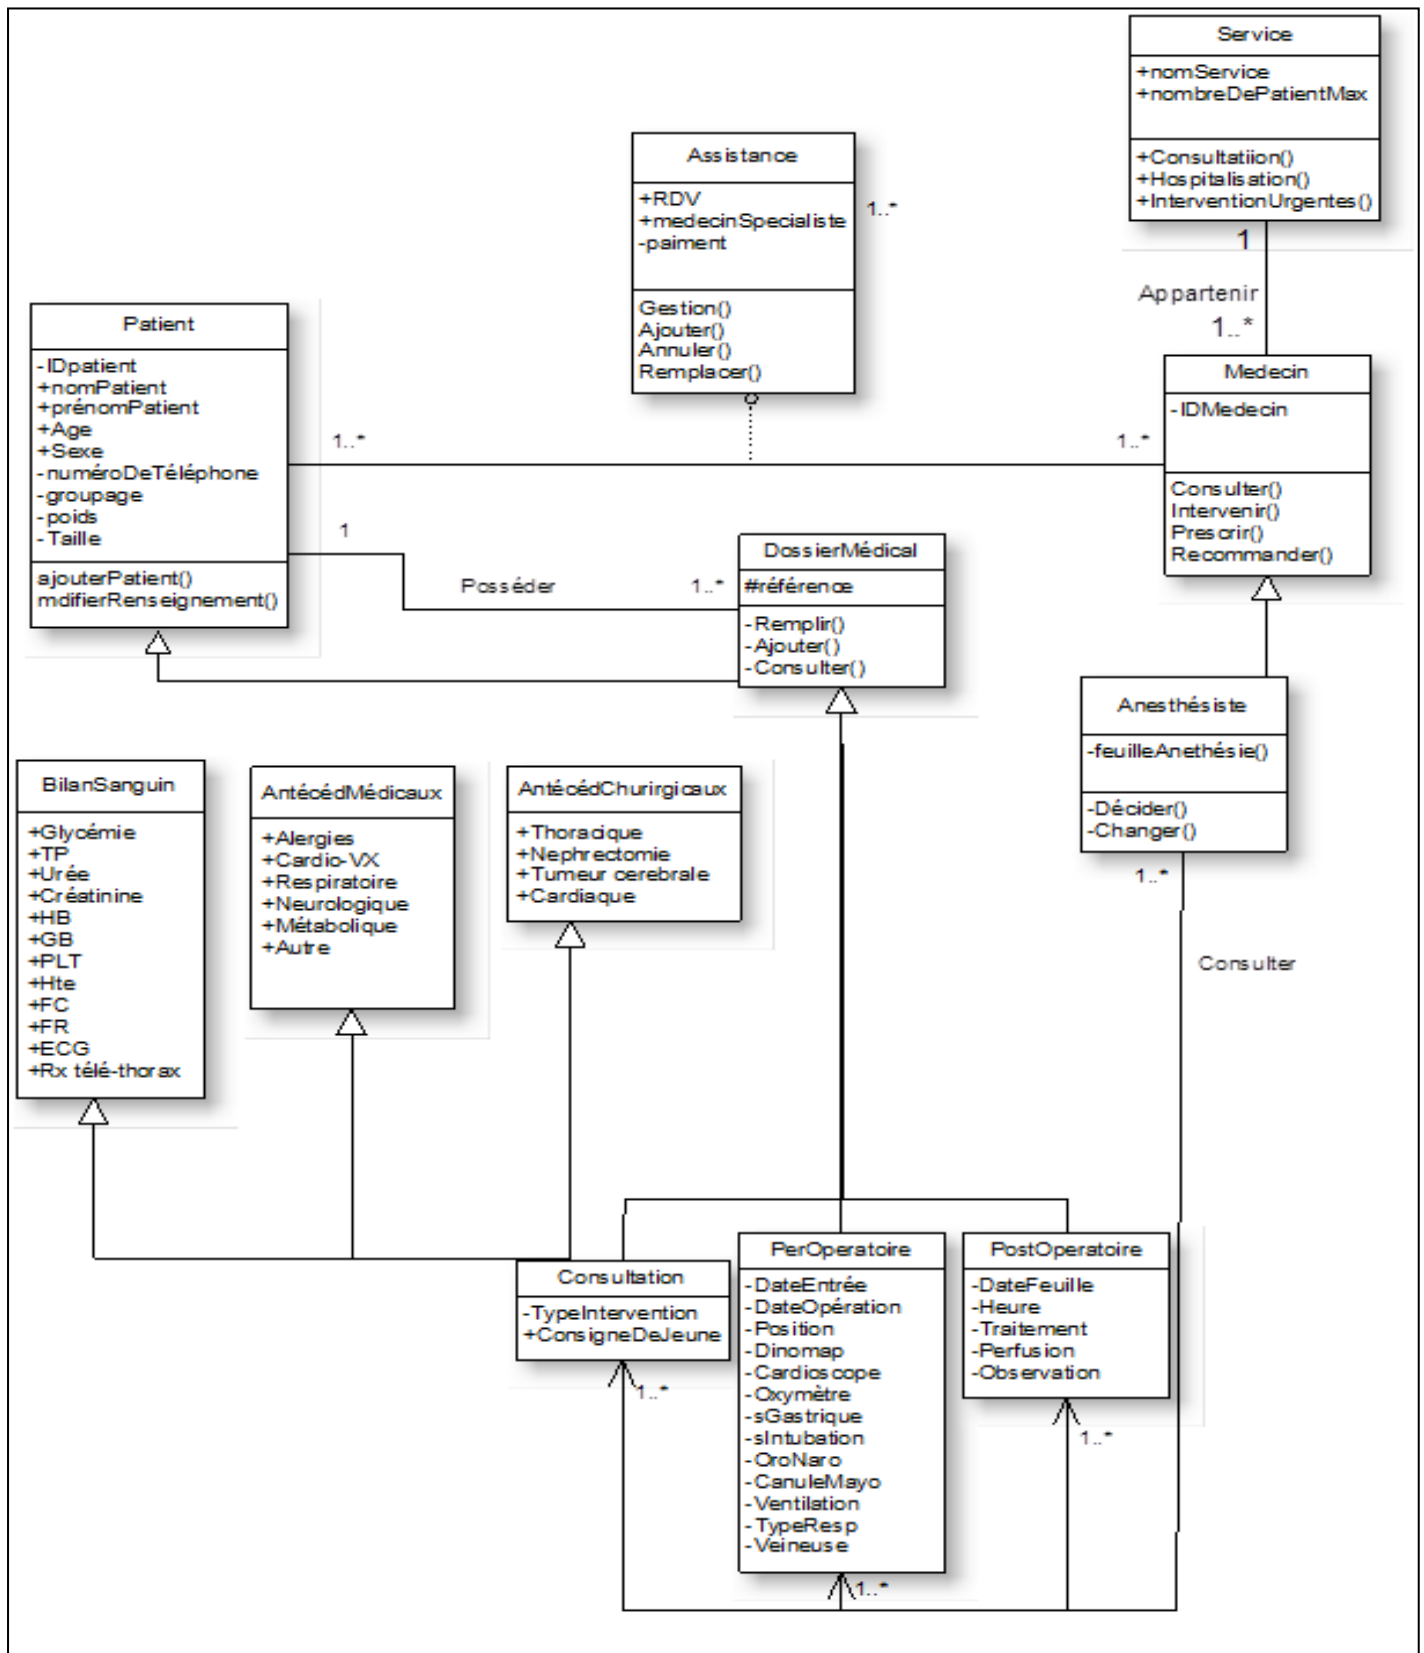 Service
+nomService
+nombreDePatientMax
+Consultatiion()
+Hospitalisation()
+InterventionUrgentes()
1
Appartenir
1..*
Assistance
+RDV
+medecinSpecialiste
-paiment
Gestion()
Ajouter()
Annuler()
Remplacer()
1..*
Patient
-IDpatient
+nomPatient
+prénomPatient
+Age
+Sexe
-numéroDeTéléphone
-groupage
-poids
-Taille
ajouterPatient()
mdifierRenseignement()
1..*
1..*
Medecin
-IDMedecin
Consulter()
Intervenir()
Prescrir()
Recommander()
1
Posséder
1..*
DossierMédical
#référence
-Remplir()
-Ajouter()
-Consulter()
Anesthésiste
-feuilleAnethésie()
-Décider()
-Changer()
1..*
Consulter
BilanSanguin
+Glycémie
+TP
+Urée
+Créatinine
+HB
+GB
+PLT
+Hte
+FC
+FR
+ECG
+Rx télé-thorax
AntécédMédicaux
+Alergies
+Cardio-VX
+Respiratoire
+Neurologique
+Métabolique
+Autre
AntécédChurirgicaux
+Thoracique
+Nephrectomie
+Tumeur cerebrale
+Cardiaque
Consultation
-TypeIntervention
+ConsigneDeJeune
1..*
PerOperatoire
-DateEntrée
-DateOpération
-Position
-Dinomap
-Cardioscope
-Oxymètre
-sGastrique
-sIntubation
-OroNaro
-CanuleMayo
-Ventilation
-TypeResp
-Veineuse
1..*
PostOperatoire
-DateFeuille
-Heure
-Traitement
-Perfusion
-Observation
1..*